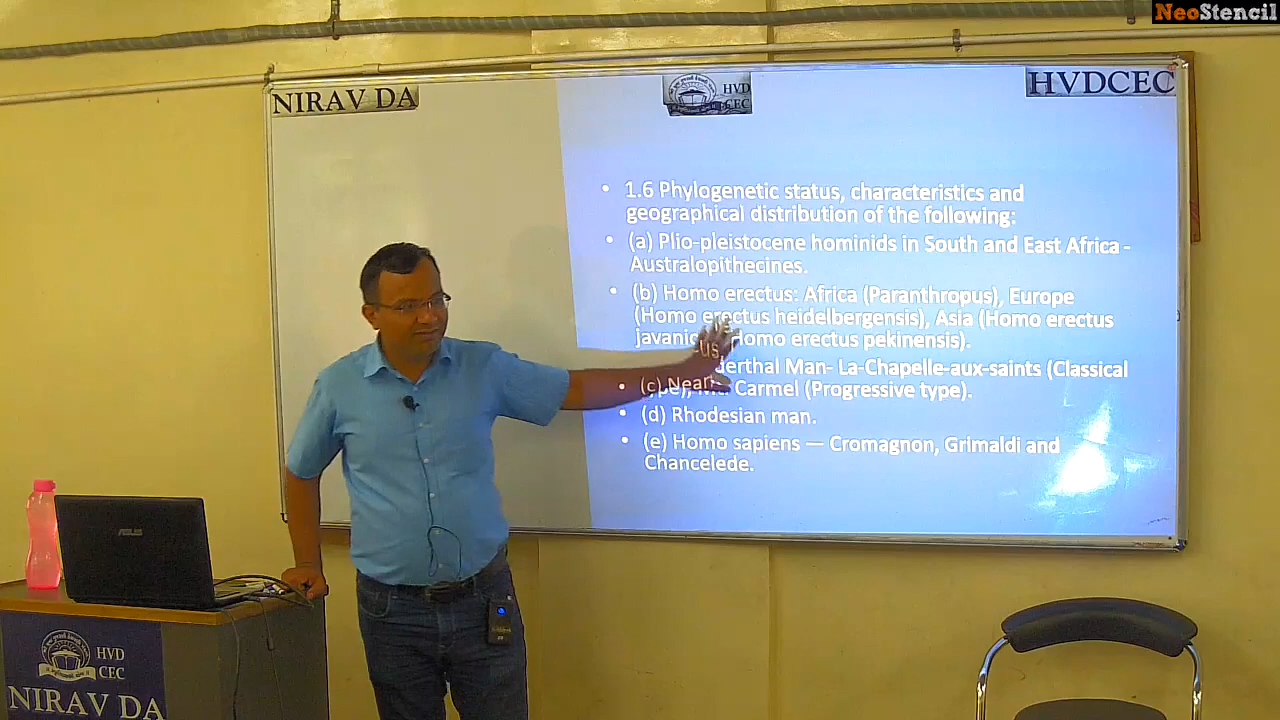 NeoStencil
NIRAV DA
HVD
CEC
HVDCEC
• 1.6 Phylogenetic status, characteristics and
geographical distribution of the following:
• (a) Plio-pleistocene hominids in South and East Africa -
Australopithecines.
• (b) Homo erectus: Africa (Paranthropus), Europe
(Homo erectus heidelbergensis), Asia (Homo erectus
javanic us, Homo erectus pekinensis).
• (c) Neanderthal Man- La-Chapelle-aux-saints (Classical
Carmel (Progressive type).
• (d) Rhodesian man.
• (e) Homo sapiens — Cromagnon, Grimaldi and
Chancelede.
ASUS
HVD
CEC
NIRAV DA